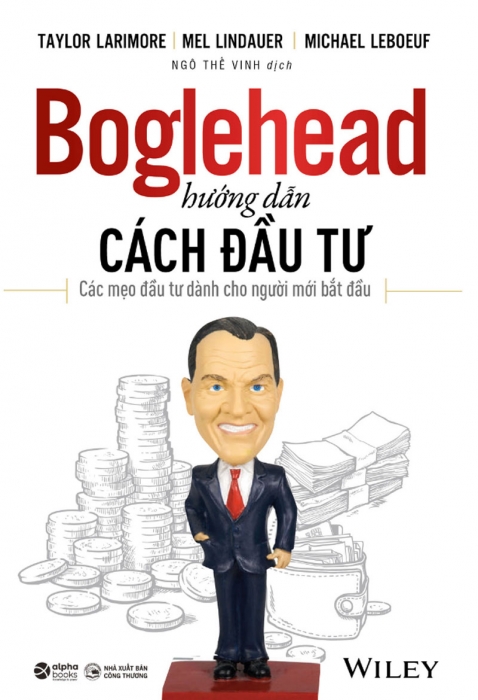 TAYLOR LARIMORE | MEL LINDAUER | MICHAEL LEBOEUF
NGÔ THẾ VINH dịch
Boglehead
hướng dẫn
CÁCH ĐẦU TƯ
Các mẹo đầu tư dành cho người mới bắt đầu
alpha
books
NHÀ XUẤT BẢN
CÔNG THƯƠNG
WILEY